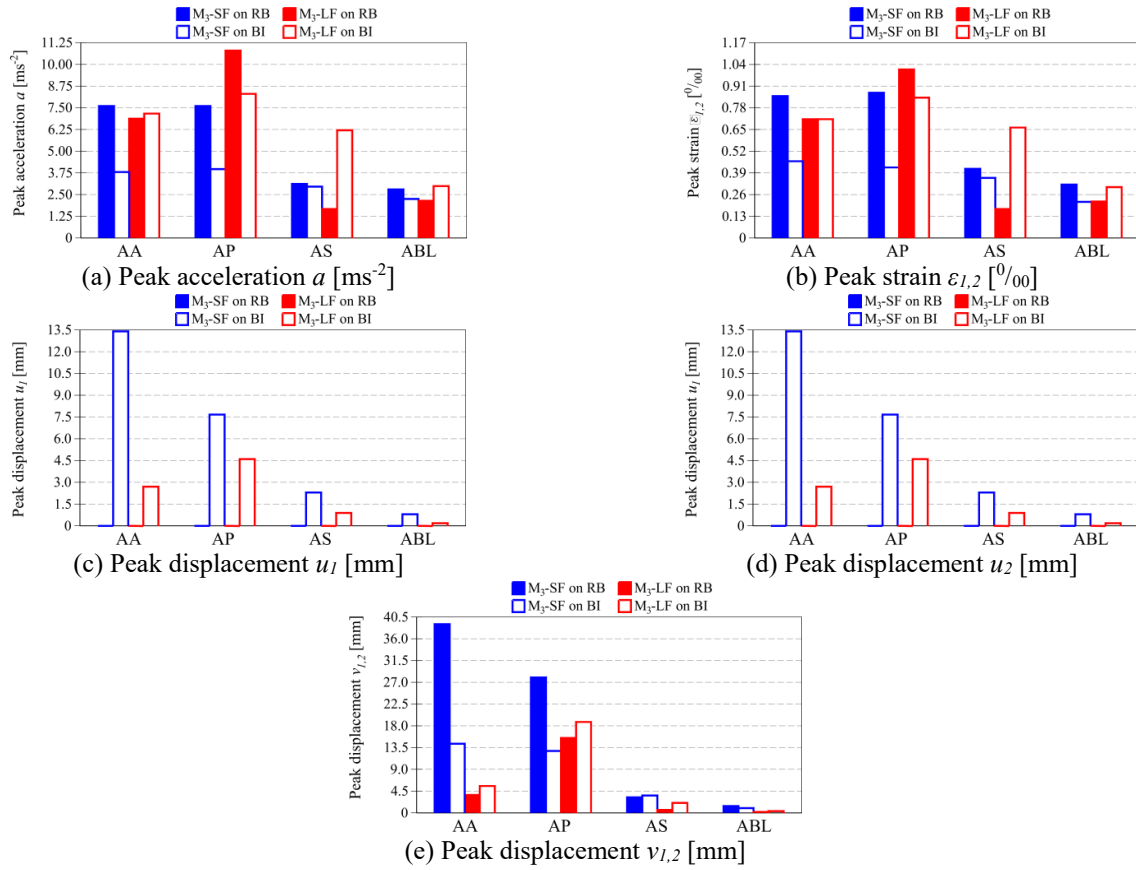 M₃-SF on RB M₃-LF on RB
M₃-SF on BI M₃-LF on BI
Peak acceleration a [ms⁻²]
11.25
10.00
8.75
7.50
6.25
5.00
3.75
2.50
1.25
0
AA AP AS ABL
(a) Peak acceleration a [ms⁻²]
M₃-SF on RB M₃-LF on RB
M₃-SF on BI M₃-LF on BI
Peak strain ε₁,₂ [⁰/₀₀]
1.17
1.04
0.91
0.78
0.65
0.52
0.39
0.26
0.13
0
AA AP AS ABL
(b) Peak strain ε₁,₂ [⁰/₀₀]
M₃-SF on RB M₃-LF on RB
M₃-SF on BI M₃-LF on BI
Peak displacement u₁ [mm]
13.5
12.0
10.5
9.0
7.5
6.0
4.5
3.0
1.5
0
AA AP AS ABL
(c) Peak displacement u₁ [mm]
M₃-SF on RB M₃-LF on RB
M₃-SF on BI M₃-LF on BI
Peak displacement u₁ [mm]
13.5
12.0
10.5
9.0
7.5
6.0
4.5
3.0
1.5
0
AA AP AS ABL
(d) Peak displacement u₂ [mm]
M₃-SF on RB M₃-LF on RB
M₃-SF on BI M₃-LF on BI
Peak displacement v₁,₂ [mm]
40.5
36.0
31.5
27.0
22.5
18.0
13.5
9.0
4.5
0
AA AP AS ABL
(e) Peak displacement v₁,₂ [mm]